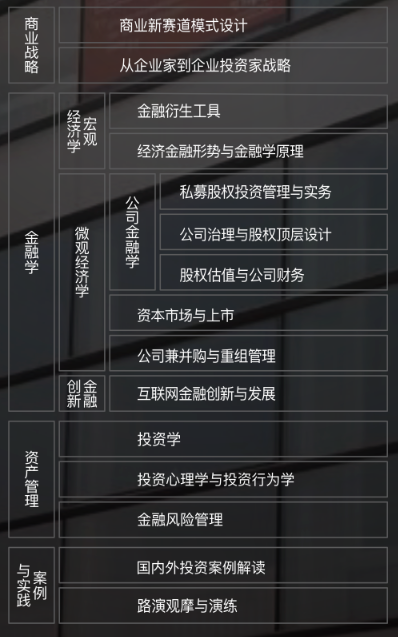 商业战略
商业新赛道模式设计
从企业家到企业投资家战略
金融学
宏观经济学
金融衍生工具
经济金融形势与金融学原理
微观经济学
公司金融学
私募股权投资管理与实务
公司治理与股权顶层设计
股权估值与公司财务
资本市场与上市
公司兼并购与重组管理
金融创新
互联网金融创新与发展
资产管理
投资学
投资心理学与投资行为学
金融风险管理
案例与实践
国内外投资案例解读
路演观摩与演练